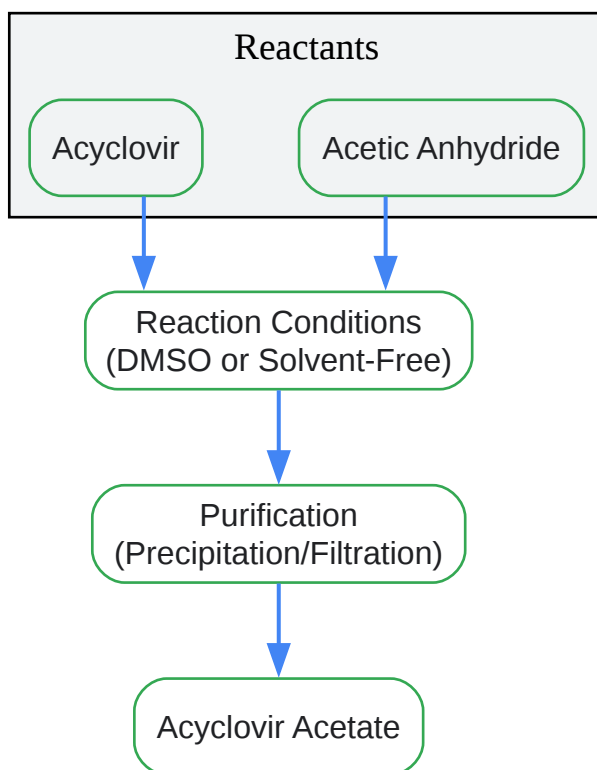 Reactants
Acyclovir
Acetic Anhydride
Reaction Conditions
(DMSO or Solvent-Free)
Purification
(Precipitation/Filtration)
Acyclovir Acetate